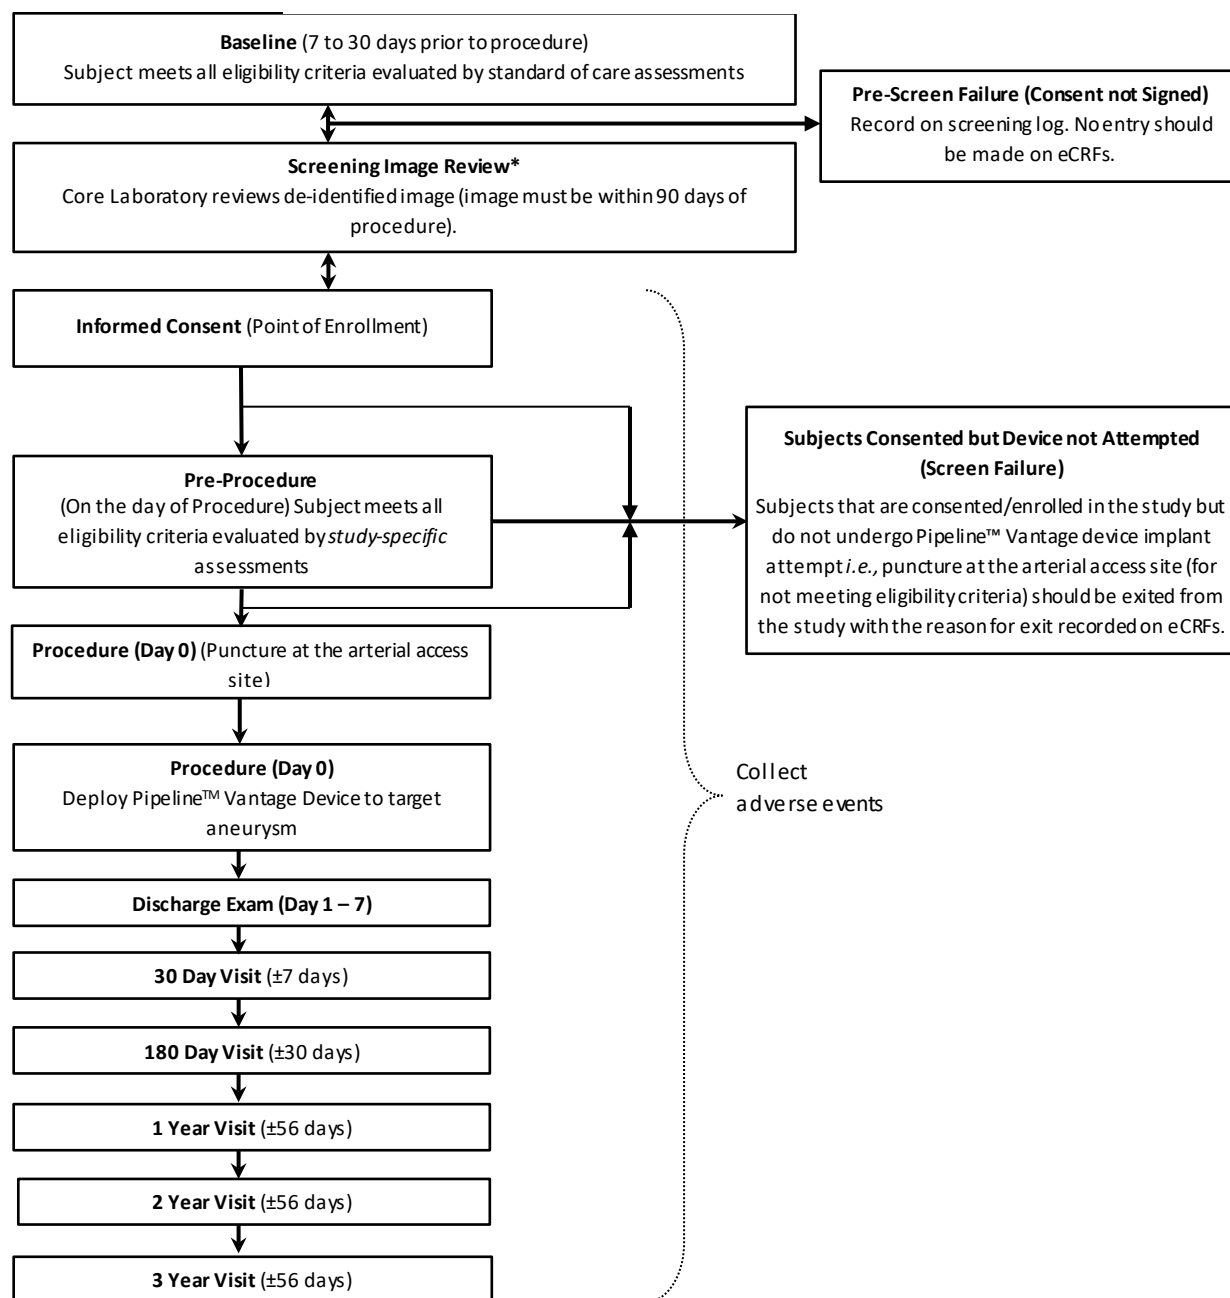 Baseline (7 to 30 days prior to procedure)
Subject meets all eligibility criteria evaluated by standard of care assessments
Pre-Screen Failure (Consent not Signed)
Record on screening log. No entry should
be made on eCRFs.
Screening Image Review*
Core Laboratory reviews de-identified image (image must be within 90 days of
procedure).
Informed Consent (Point of Enrollment)
Pre-Procedure
(On the day of Procedure) Subject meets all
eligibility criteria evaluated by study-specific
assessments
Subjects Consented but Device not Attempted
(Screen Failure)
Subjects that are consented/enrolled in the study but
do not undergo Pipeline™ Vantage device implant
attempt i.e., puncture at the arterial access site (for
not meeting eligibility criteria) should be exited from
the study with the reason for exit recorded on eCRFs.
Procedure (Day 0) (Puncture at the arterial access
site)
Procedure (Day 0)
Deploy Pipeline™ Vantage Device to target
aneurysm
Collect
adverse events
Discharge Exam (Day 1 – 7)
30 Day Visit (±7 days)
180 Day Visit (±30 days)
1 Year Visit (±56 days)
2 Year Visit (±56 days)
3 Year Visit (±56 days)